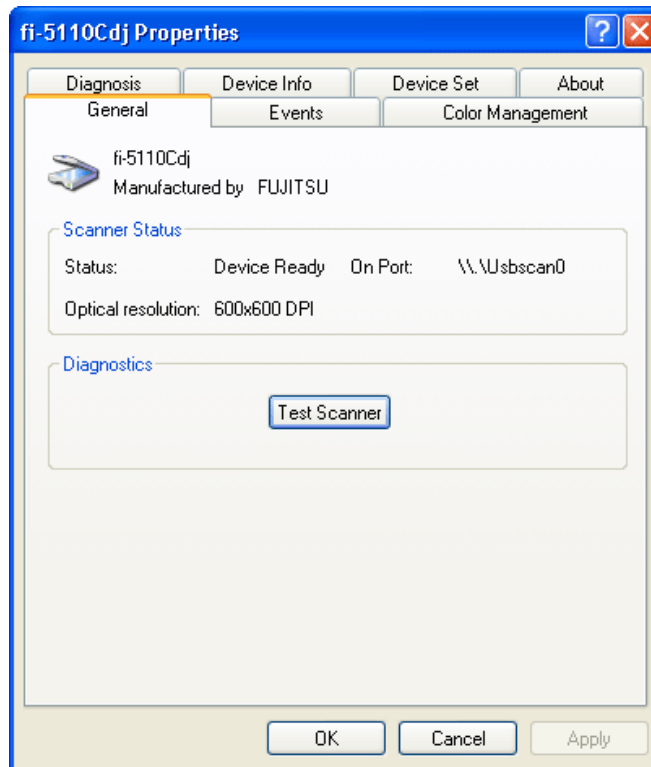 fi-5110Cdj Properties
Diagnosis Device Info Device Set About
General Events Color Management
fi-5110Cdj
Manufactured by FUJITSU
Scanner Status
Status: Device Ready On Port: \\.\Usbscan0
Optical resolution: 600x600 DPI
Diagnostics
Test Scanner
OK Cancel Apply